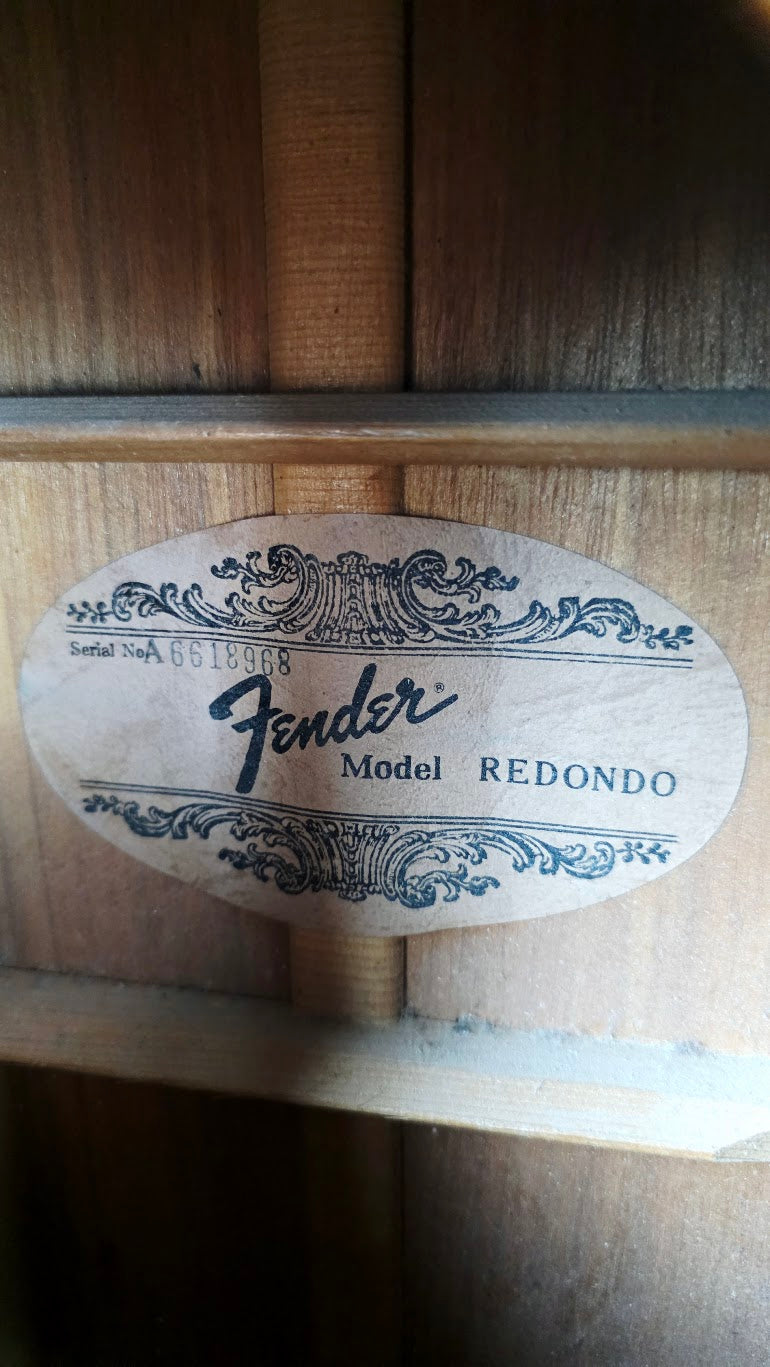 Serial No A 6618968
Fender®
Model REDONDO